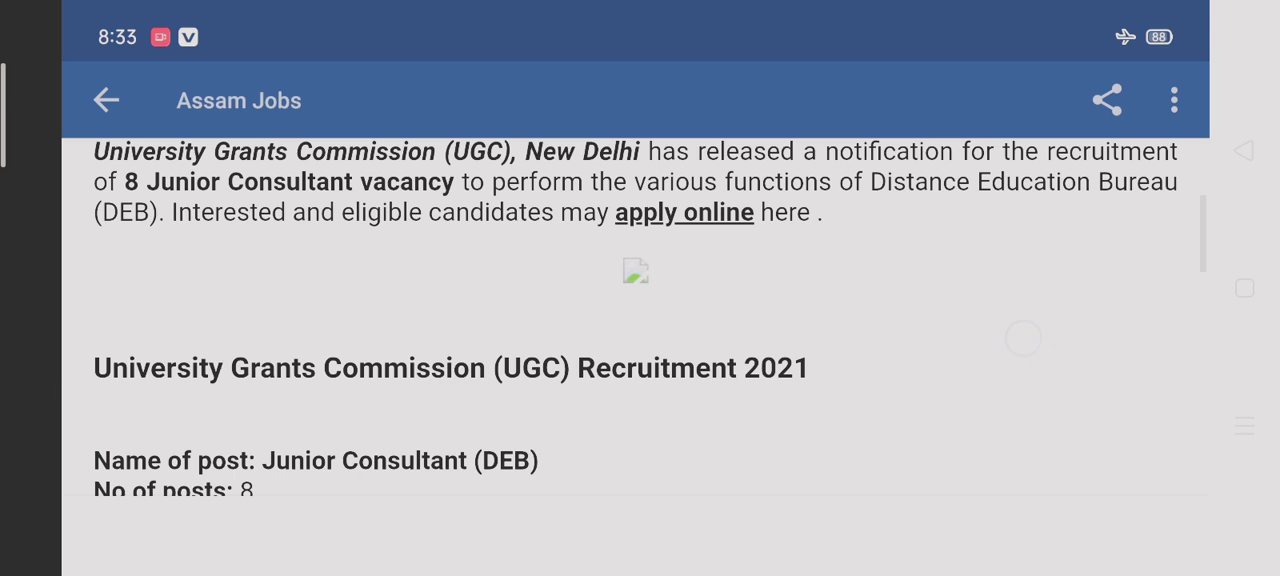 8:33 V 88
Assam Jobs
University Grants Commission (UGC), New Delhi has released a notification for the recruitment
of 8 Junior Consultant vacancy to perform the various functions of Distance Education Bureau
(DEB). Interested and eligible candidates may apply online here .
University Grants Commission (UGC) Recruitment 2021
Name of post: Junior Consultant (DEB)
No of posts: 8